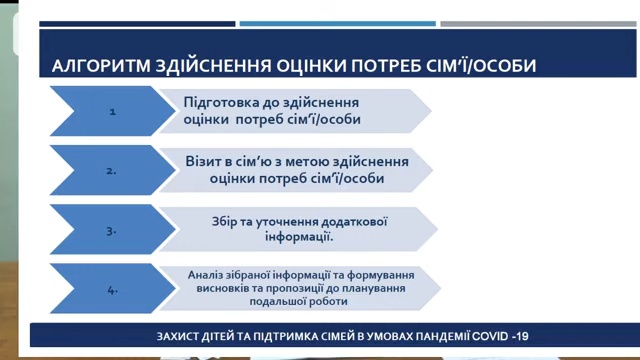 АЛГОРИТМ ЗДІЙСНЕННЯ ОЦІНКИ ПОТРЕБ СІМ’Ї/ОСОБИ
1
Підготовка до здійснення
оцінки потреб сім’ї/особи
2.
Візит в сім’ю з метою здійснення
оцінки потреб сім’ї/особи
3.
Збір та уточнення додаткової
інформації.
4.
Аналіз зібраної інформації та формування
висновків та пропозиції до планування
подальшої роботи
ЗАХИСТ ДІТЕЙ ТА ПІДТРИМКА СІМЕЙ В УМОВАХ ПАНДЕМІЇ COVID -19